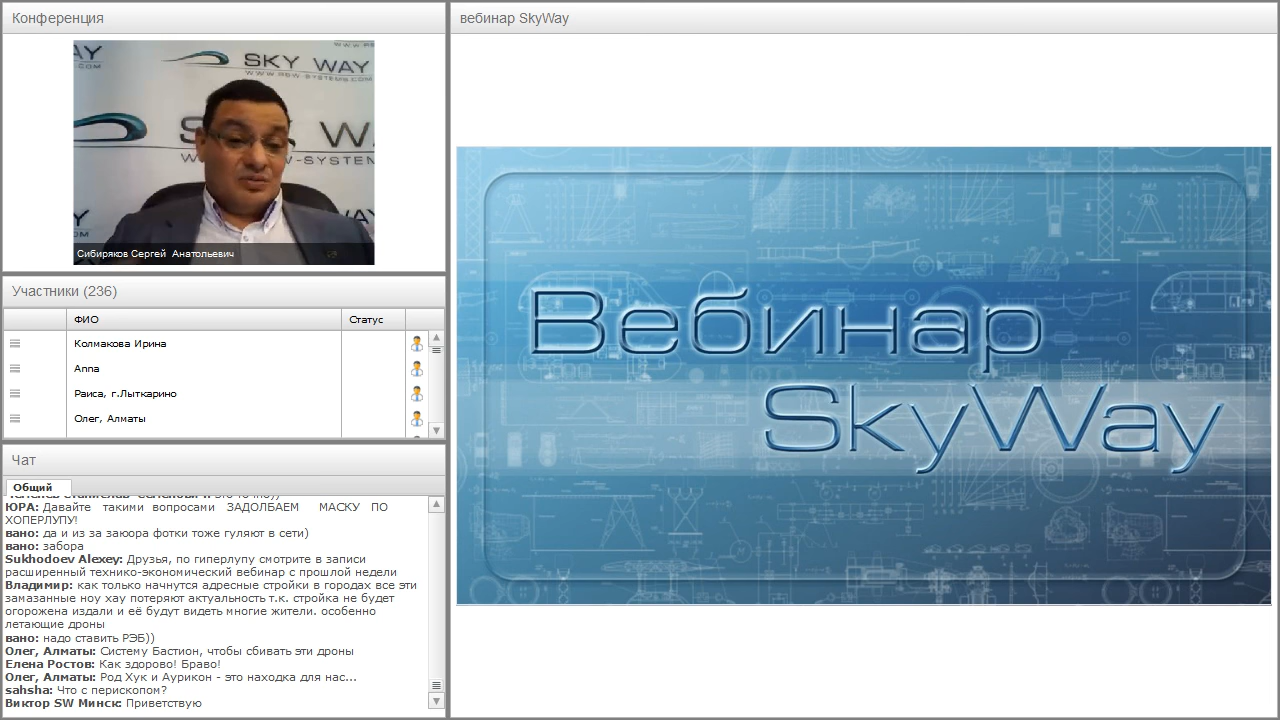 Конференция
AY
SKY WAY
WWW.RSW-SYSTEMS.COM
Сибиряков Сергей Анатольевич
Участники (236)
ФИО Статус
Колмакова Ирина
Anna
Раиса, г.Лыткарино
Олег, Алматы
Чат
Общий
ЮРА: Давайте такими вопросами ЗАДОЛБАЕМ МАСКУ ПО
ХОПЕРЛУПУ!
вано: да и из за заюора фотки тоже гуляют в сети)
вано: забора
Sukhodoev Alexey: Друзья, по гиперлупу смотрите в записи
расширенный технико-экономический вебинар с прошлой недели
Владимир: как только начнутся адресные стройки в городах все эти
замазанные ноу хау потеряют актуальность т.к. стройка не будет
огорожена издали и её будут видеть многие жители. особенно
летающие дроны
вано: надо ставить РЭБ))
Олег, Алматы: Систему Бастион, чтобы сбивать эти дроны
Елена Ростов: Как здорово! Браво!
Олег, Алматы: Род Хук и Аурикон - это находка для нас...
sahsha: Что с перископом?
Виктор SW Минск: Приветствую
вебинар SkyWay
Вебинар
SkyWay